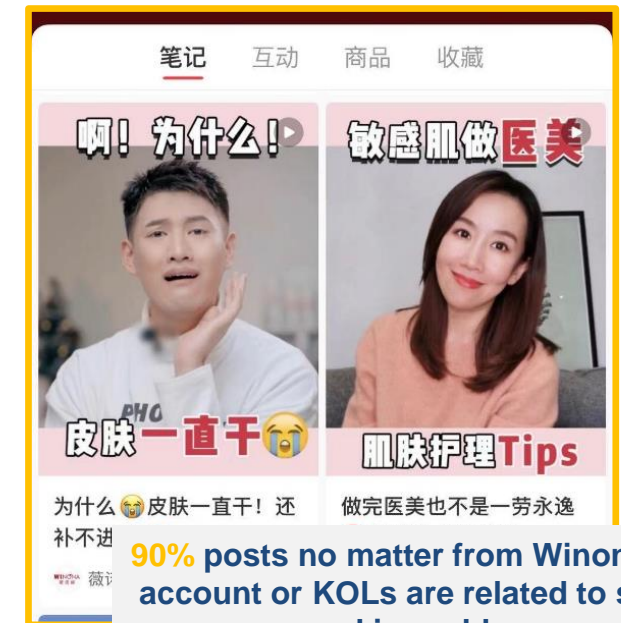 笔记 互动 商品 收藏
啊！为什么！
皮肤一直干😭
为什么😭皮肤一直干！还
补不进
WINONA 薇诺
敏感肌做医美
肌肤护理Tips
做完医美也不是一劳永逸
90% posts no matter from Winon
account or KOLs are related to s